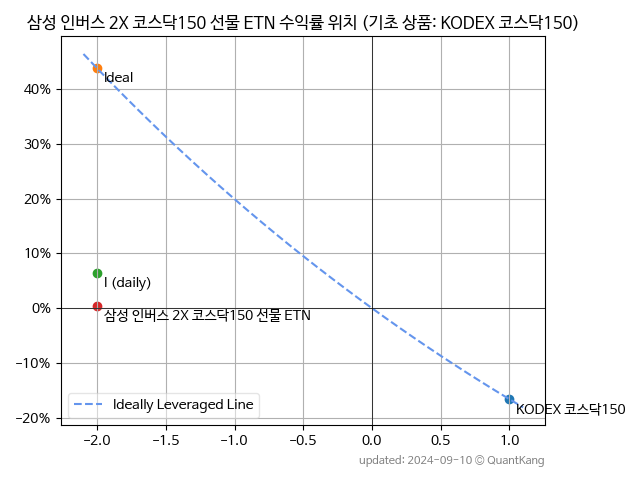 삼성 인버스 2X 코스닥150 선물 ETN 수익률 위치 (기초 상품: KODEX 코스닥150)
40%
30%
20%
10%
0%
−10%
−20%
Ideal
I (daily)
삼성 인버스 2X 코스닥150 선물 ETN
KODEX 코스닥150
Ideally Leveraged Line
−2.0 −1.5 −1.0 −0.5 0.0 0.5 1.0
updated: 2024-09-10 © QuantKang